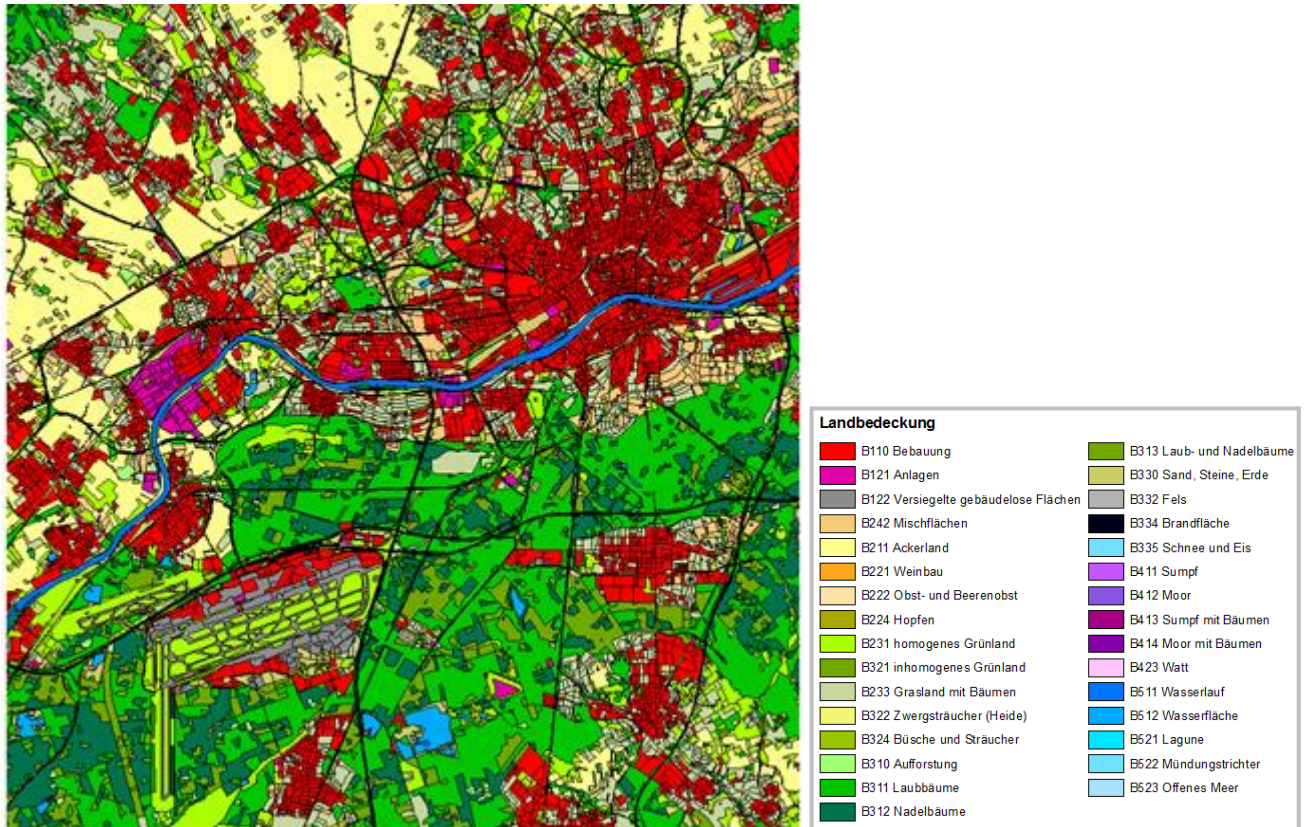 Landbedeckung
B110 Bebauung
B121 Anlagen
B122 Versiegelte gebäudelose Flächen
B242 Mischflächen
B211 Ackerland
B221 Weinbau
B222 Obst- und Beerenobst
B224 Hopfen
B231 homogenes Grünland
B321 inhomogenes Grünland
B233 Grasland mit Bäumen
B322 Zwergsträucher (Heide)
B324 Büsche und Sträucher
B310 Aufforstung
B311 Laubbäume
B312 Nadelbäume
B313 Laub- und Nadelbäume
B330 Sand, Steine, Erde
B332 Fels
B334 Brandfläche
B335 Schnee und Eis
B411 Sumpf
B412 Moor
B413 Sumpf mit Bäumen
B414 Moor mit Bäumen
B423 Watt
B511 Wasserlauf
B512 Wasserfläche
B521 Lagune
B522 Mündungstrichter
B523 Offenes Meer